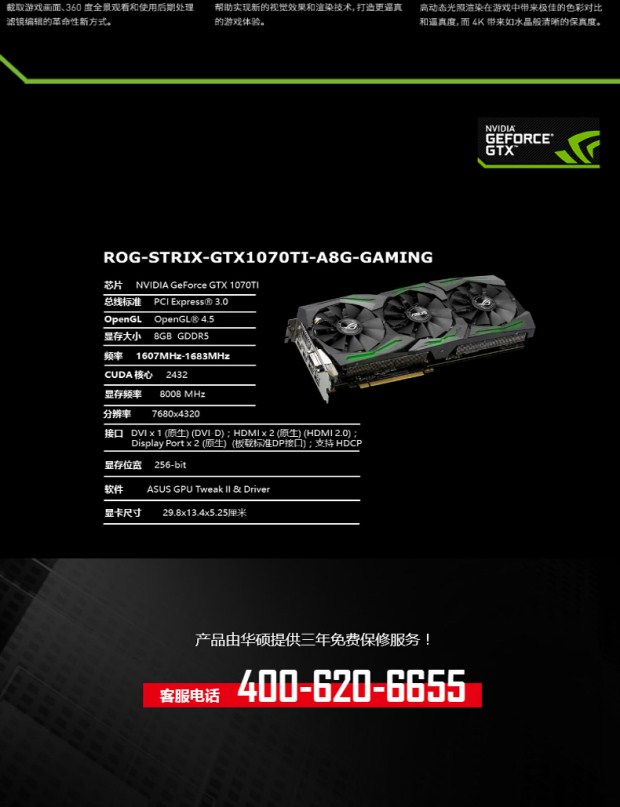 截取游戏画面、360 度全景观看和使用后期处理
滤镜编辑的革命性新方式。
帮助实现新的视觉效果和渲染技术，打造更逼真
的游戏体验。
高动态光照渲染在游戏中带来极佳的色彩对比
和逼真度，而 4K 带来如水晶般清晰的保真度。
NVIDIA
GEFORCE®
GTX™
ROG-STRIX-GTX1070TI-A8G-GAMING
芯片 NVIDIA GeForce GTX 1070TI
总线标准 PCI Express® 3.0
OpenGL OpenGL® 4.5
显存大小 8GB GDDR5
频率 1607MHz-1683MHz
CUDA 核心 2432
显存频率 8008 MHz
分辨率 7680x4320
接口 DVI x 1 (原生) (DVI-D)；HDMI x 2 (原生) (HDMI 2.0)；
Display Port x 2 (原生) (板载标准DP接口)；支持 HDCP
显存位宽 256-bit
软件 ASUS GPU Tweak II & Driver
显卡尺寸 29.8x13.4x5.25厘米
产品由华硕提供三年免费保修服务！
客服电话 400-620-6655